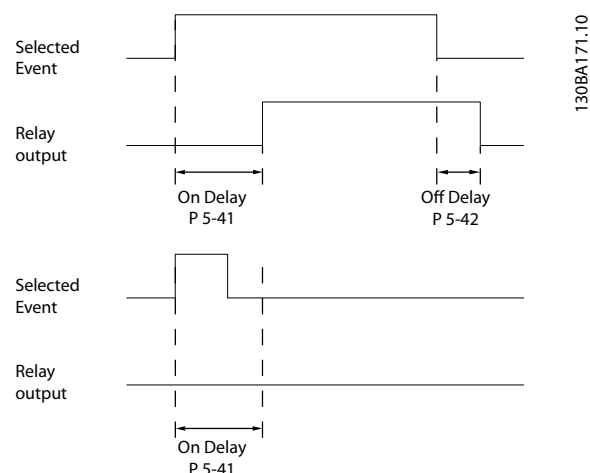 Selected
Event
Relay
output
On Delay
P 5-41
Off Delay
P 5-42
Selected
Event
Relay
output
On Delay
P 5-41
130BA171.10